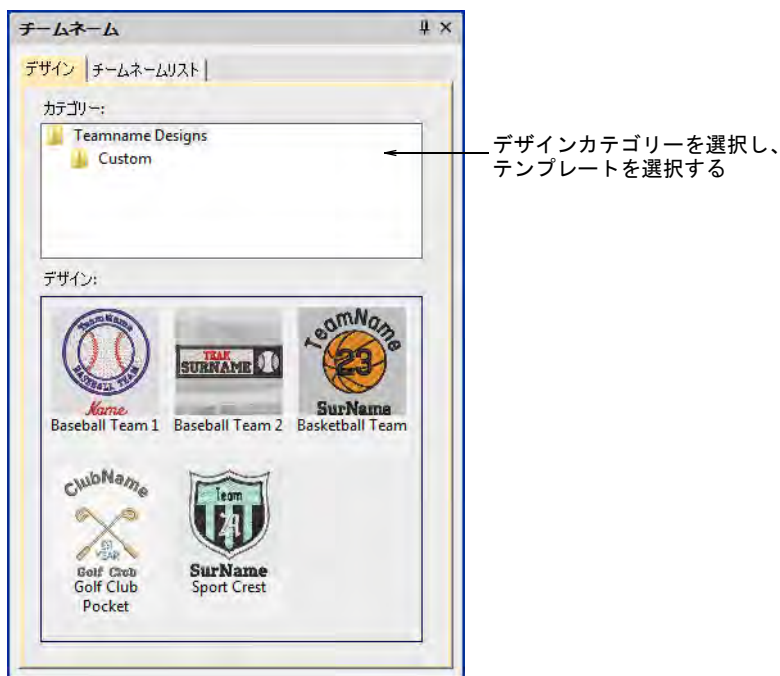 チームネーム
デザイン チームネームリスト
カテゴリー:
Teamname Designs
Custom
デザインカテゴリーを選択し、
テンプレートを選択する
デザイン:
TeamName
BASEBALL TEAM
Name
Baseball Team 1
TEAM
SURNAME
Baseball Team 2
TeamName
23
SurName
Basketball Team
ClubName
YEAR
Golf Club
Golf Club
Pocket
Team
SurName
Sport Crest